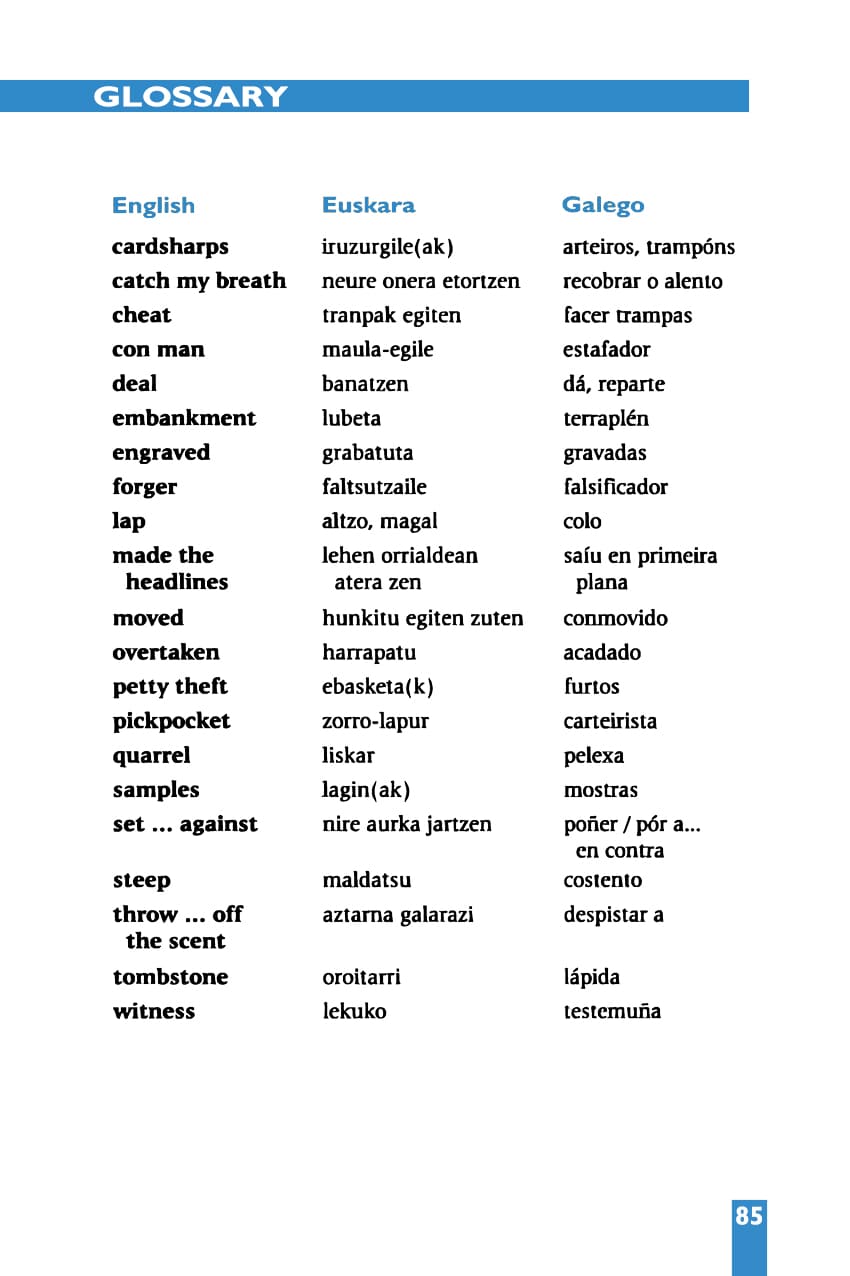 GLOSSARY
English Euskara Galego
cardsharps iruzurgile(ak) arteiros, trampóns
catch my breath neure onera etortzen recobrar o alento
cheat tranpak egiten facer trampas
con man maula-egile estafador
deal banatzen dá, reparte
embankment lubeta terraplén
engraved grabatuta gravadas
forger faltsutzaile falsificador
lap altzo, magal colo
made the lehen orrialdean saíu en primeira
headlines atera zen plana
moved hunkitu egiten zuten conmovido
overtaken harrapatu acadado
petty theft ebasketa(k) furtos
pickpocket zorro-lapur carteirista
quarrel liskar pelexa
samples lagin(ak) mostras
set ... against nire aurka jartzen poñer / pór a...
en contra
steep maldatsu costento
throw ... off aztarna galarazi despistar a
the scent
tombstone oroitarri lápida
witness lekuko testemuña
85